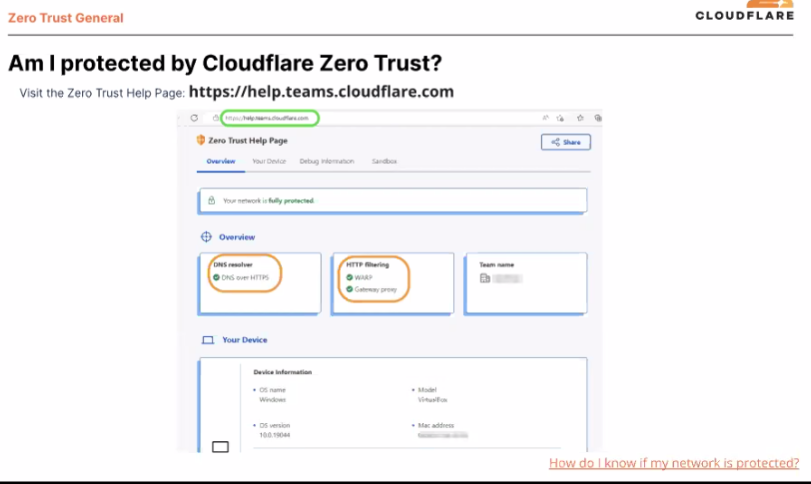 Zero Trust General
CLOUDFLARE
Am I protected by Cloudflare Zero Trust?
Visit the Zero Trust Help Page: https://help.teams.cloudflare.com
https://help.teams.cloudflare.com
Zero Trust Help Page
Share
Overview Your Device Debug Information Sandbox
Your network is fully protected.
Overview
DNS resolver
DNS over HTTPS
HTTP filtering
WARP
Gateway proxy
Team name
Your Device
Device Information
• OS name
Windows
• Model
VirtualBox
• OS version
10.0.19044
• Mac address
How do I know if my network is protected?